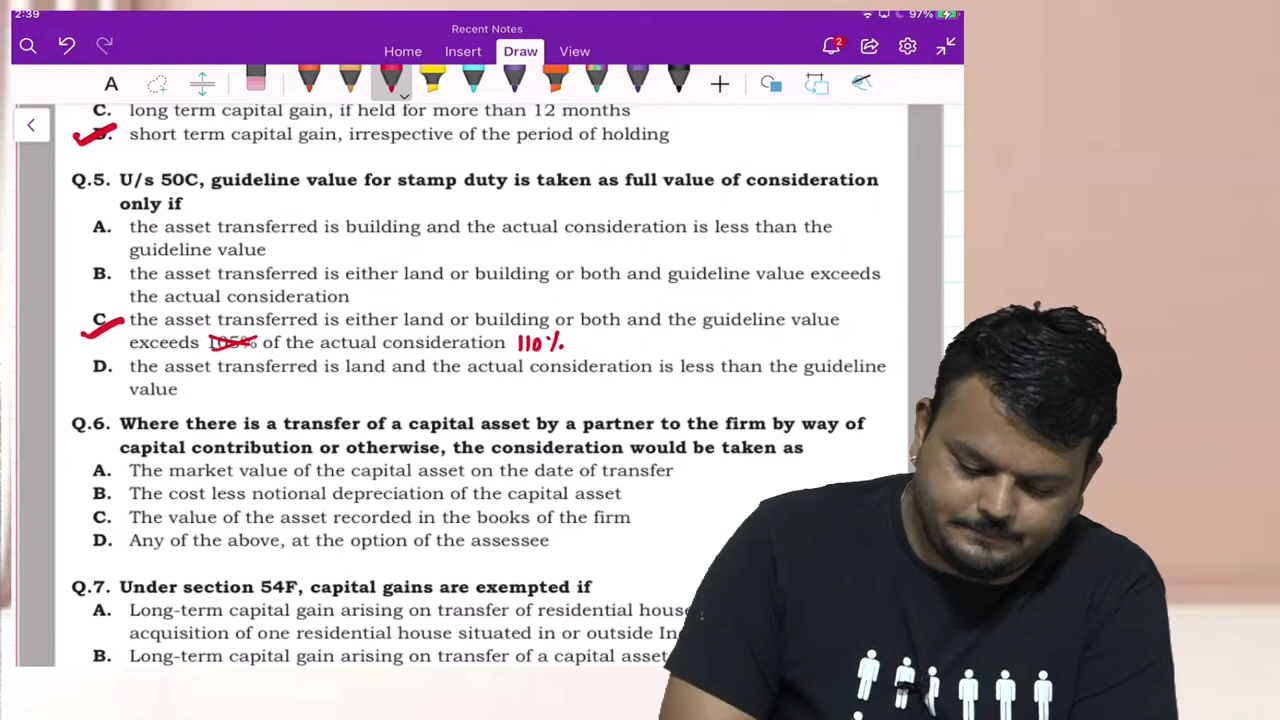 2:39
97%
Recent Notes
2
Home Insert Draw View
A
C. long term capital gain, if held for more than 12 months
D. short term capital gain, irrespective of the period of holding
Q.5. U/s 50C, guideline value for stamp duty is taken as full value of consideration
only if
A. the asset transferred is building and the actual consideration is less than the
guideline value
B. the asset transferred is either land or building or both and guideline value exceeds
the actual consideration
C. the asset transferred is either land or building or both and the guideline value
exceeds 105% of the actual consideration 110%
D. the asset transferred is land and the actual consideration is less than the guideline
value
Q.6. Where there is a transfer of a capital asset by a partner to the firm by way of
capital contribution or otherwise, the consideration would be taken as
A. The market value of the capital asset on the date of transfer
B. The cost less notional depreciation of the capital asset
C. The value of the asset recorded in the books of the firm
D. Any of the above, at the option of the assessee
Q.7. Under section 54F, capital gains are exempted if
A. Long-term capital gain arising on transfer of residential house
acquisition of one residential house situated in or outside In
B. Long-term capital gain arising on transfer of a capital asset